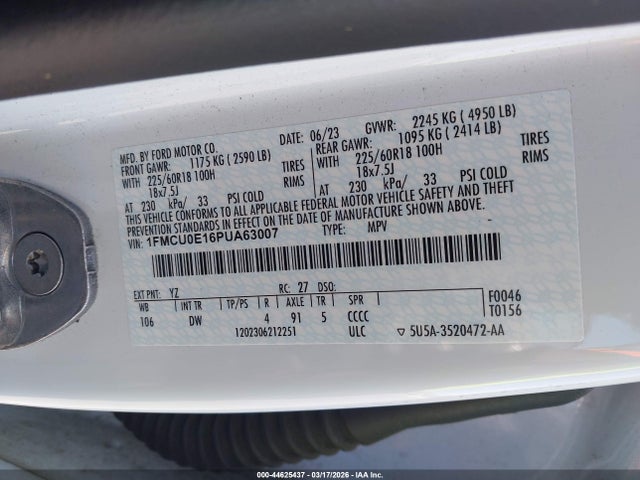 MFD. BY FORD MOTOR CO.
DATE: 06/23 GVWR: 2245 KG ( 4950 LB)
FRONT GAWR: 1175 KG ( 2590 LB) REAR GAWR: 1095 KG ( 2414 LB)
WITH 225/60R18 100H TIRES WITH 225/60R18 100H TIRES
18x7.5J RIMS 18x7.5J RIMS
AT 230 kPa/ 33 PSI COLD AT 230 kPa/ 33 PSI COLD
THIS VEHICLE CONFORMS TO ALL APPLICABLE FEDERAL MOTOR VEHICLE SAFETY AND THEFT
PREVENTION STANDARDS IN EFFECT ON THE DATE OF MANUFACTURE SHOWN ABOVE.
VIN: 1FMCU0E16PUA63007 TYPE: MPV
EXT PNT: YZ RC: 27 DSO: F0046
WB INT TR TP/PS R AXLE TR SPR T0156
106 DW 4 91 5 CCCC
1202306212251 ULC ▽ 5U5A-3520472-AA
000-44625437 - 03/17/2026 - IAA Inc.